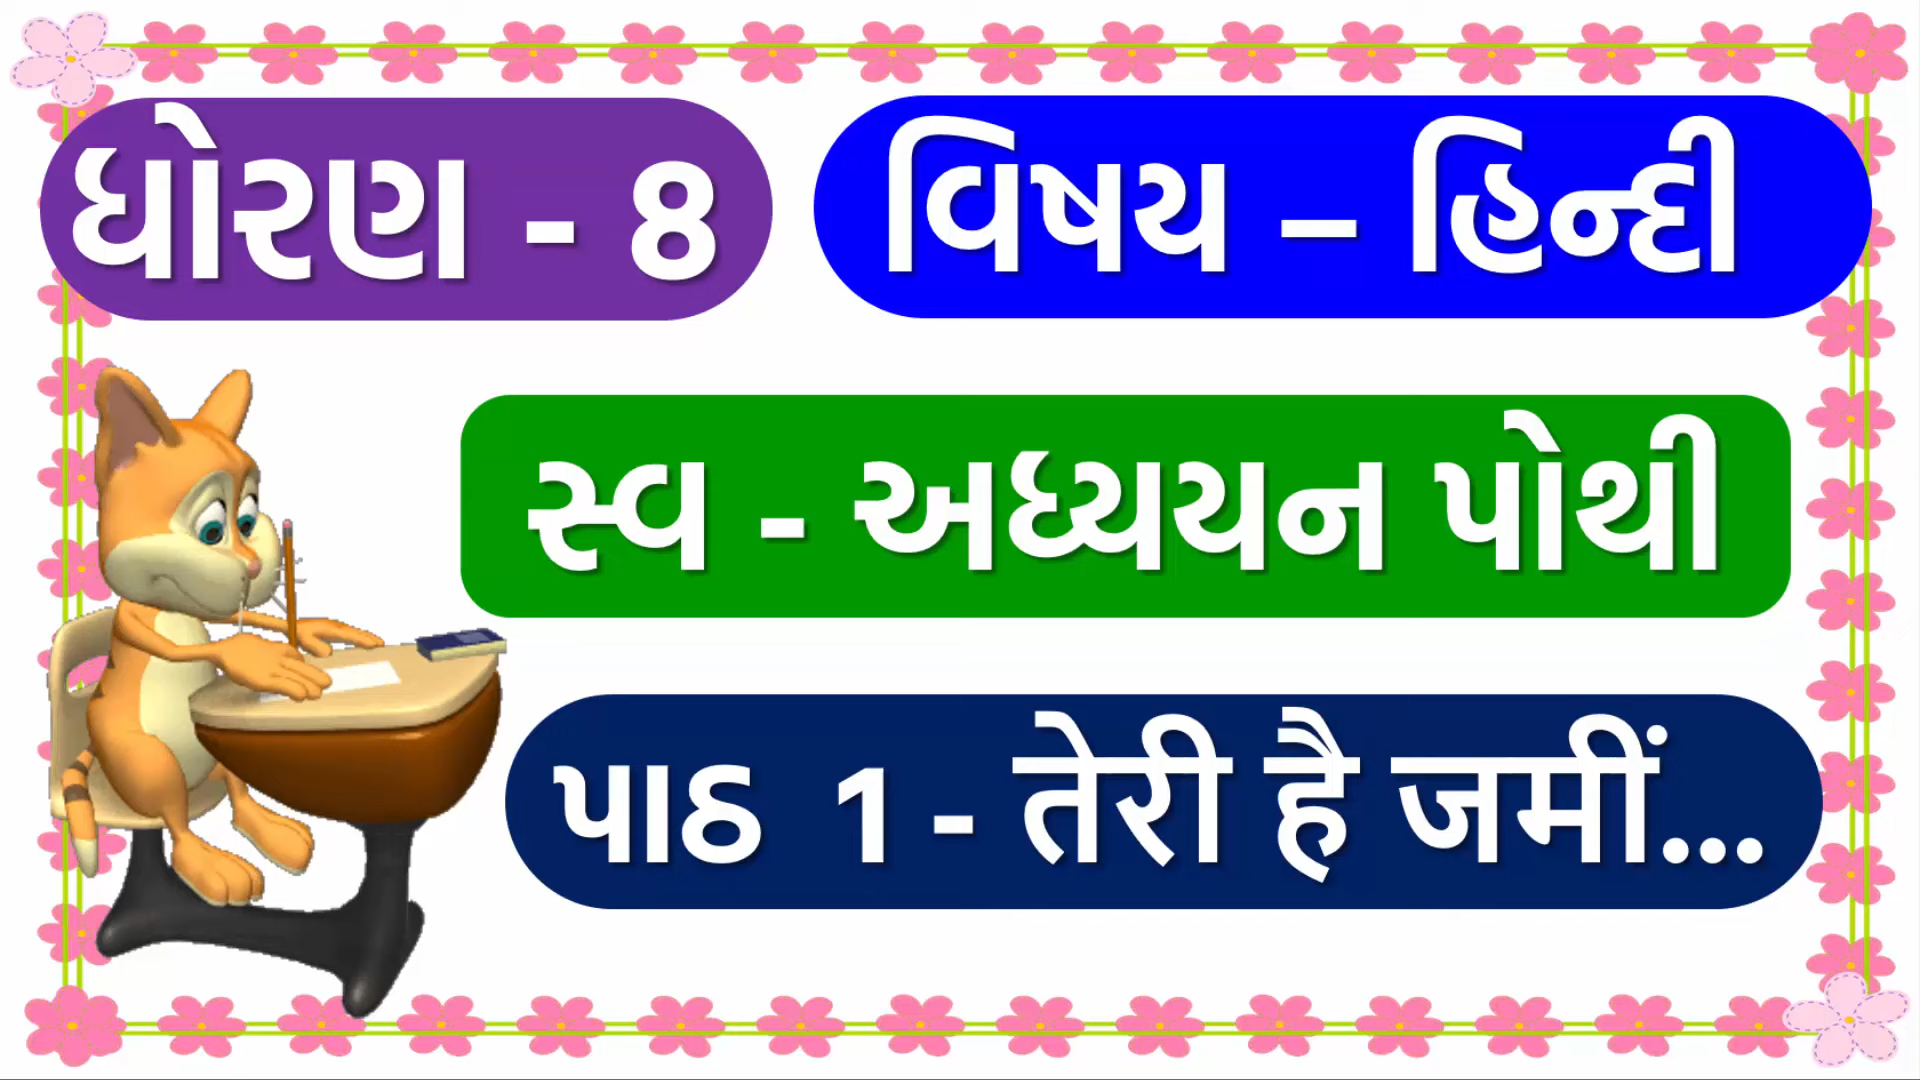 ધોરણ - 8
વિષય – હિન્દી
સ્વ - અધ્યયન પોથી
પાઠ 1 - तेरी है जमीं...